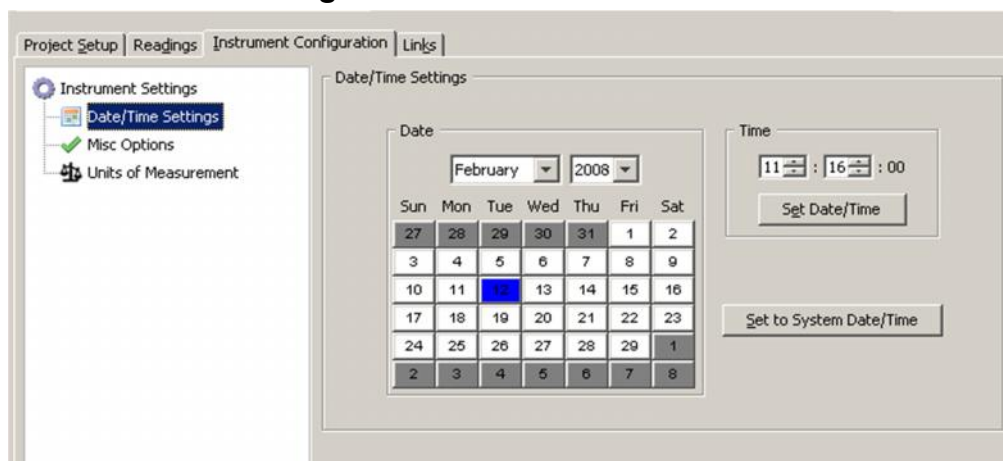 Project Setup Readings Instrument Configuration Links
Instrument Settings
Date/Time Settings
Misc Options
Units of Measurement
Date/Time Settings
Date
February 2008
Sun Mon Tue Wed Thu Fri Sat
27 28 29 30 31 1 2
3 4 5 6 7 8 9
10 11 12 13 14 15 16
17 18 19 20 21 22 23
24 25 26 27 28 29 1
2 3 4 5 6 7 8
Time
11 : 16 : 00
Set Date/Time
Set to System Date/Time